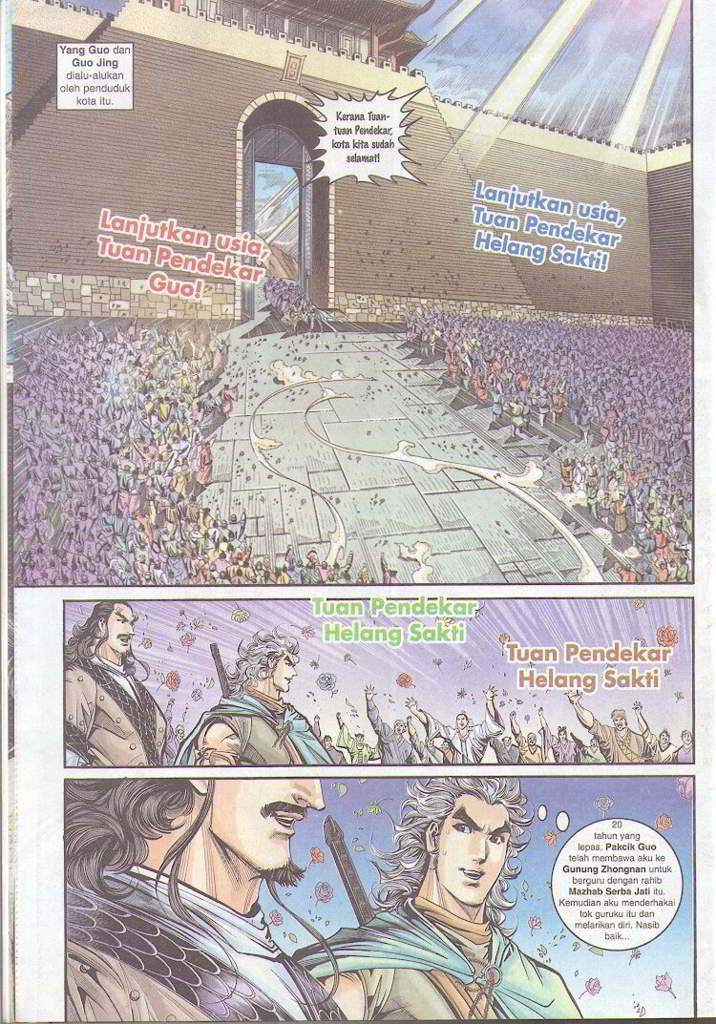 Yang Guo dan
Guo Jing
dialu-alukan
oleh penduduk
kota itu.
Kerana Tuan-
tuan Pendekar,
kota kita sudah
selamat!
Lanjutkan usia,
Tuan Pendekar
Helang Sakti!
Lanjutkan usia,
Tuan Pendekar
Guo!
Tuan Pendekar
Helang Sakti
Tuan Pendekar
Helang Sakti
20
tahun yang
lepas, Pakcik Guo
telah membawa aku ke
Gunung Zhongnan untuk
berguru dengan rahib
Mazhab Serba Jati itu.
Kemudian aku menderhakai
tok guruku itu dan
melarikan diri. Nasib
baik...